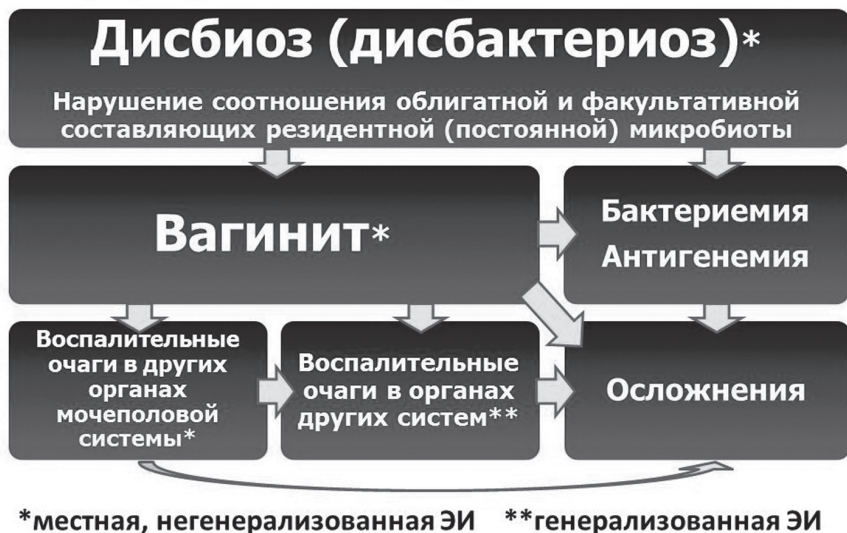 Дисбиоз (дисбактериоз)*
Нарушение соотношения облигатной и факультативной
составляющих резидентной (постоянной) микробиоты
Вагинит*
Бактериемия
Антигенемия
Воспалительные
очаги в других
органах
мочеполовой
системы*
Воспалительные
очаги в органах
других систем**
Осложнения
*местная, негенерализованная ЭИ **генерализованная ЭИ